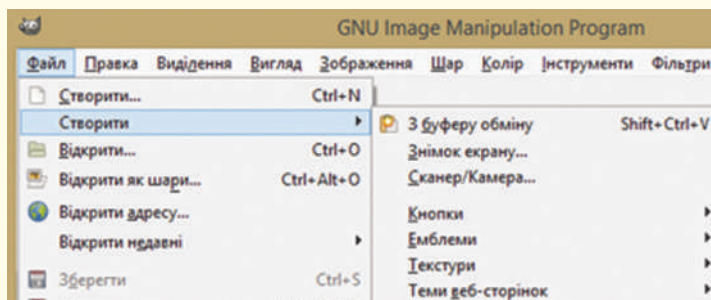 GNU Image Manipulation Program
Файл Правка Виділення Вигляд Зображення Шар Колір Інструменти Фільтри
Створити... Ctrl+N
Створити
Відкрити... Ctrl+O
Відкрити як шари... Ctrl+Alt+O
Відкрити адресу...
Відкрити недавні
Зберегти Ctrl+S
З буферу обміну Shift+Ctrl+V
Знімок екрану...
Сканер/Камера...
Кнопки
Емблеми
Текстури
Теми веб-сторінок